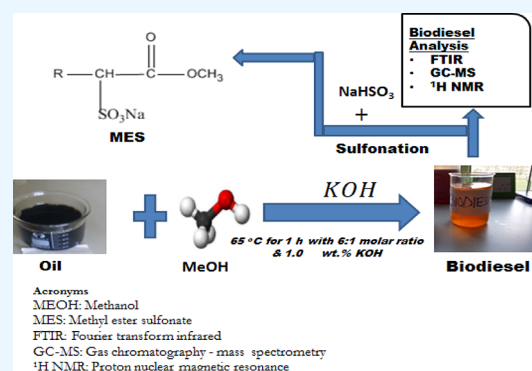 Biodiesel
Analysis
· FTIR
· GC-MS
· ¹H NMR
O
R—CH—C—OCH₃
SO₃Na
MES
NaHSO₃
+
Sulfonation
KOH
65 °C for 1 h with 6:1 molar ratio
& 1.0 wt.% KOH
Oil
MeOH
BIODIE
Biodiesel
Acronyms
MEOH: Methanol
MES: Methyl ester sulfonate
FTIR: Fourier transform infrared
GC-MS: Gas chromatography - mass spectrometry
¹H NMR: Proton nuclear magnetic resonance